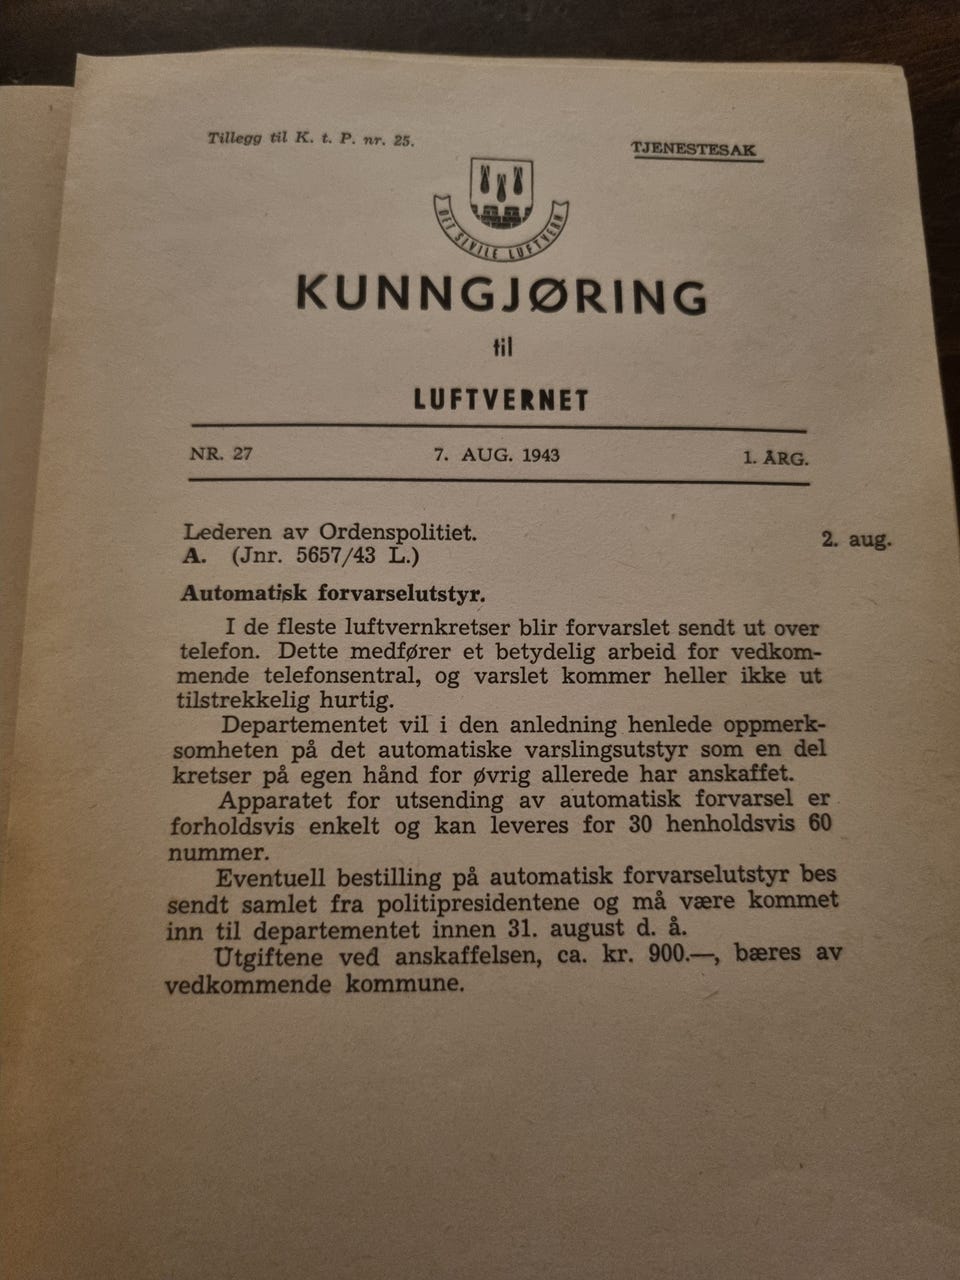 Tillegg til K. t. P. nr. 25.
TJENESTESAK
DET SIVILE LUFTVERN
KUNNGJØRING
til
LUFTVERNET
NR. 27 7. AUG. 1943 1. ÅRG.
Lederen av Ordenspolitiet. 2. aug.
A. (Jnr. 5657/43 L.)
Automatisk forvarselutstyr.
I de fleste luftvernkretser blir forvarslet sendt ut over
telefon. Dette medfører et betydelig arbeid for vedkom-
mende telefonsentral, og varslet kommer heller ikke ut
tilstrekkelig hurtig.
Departementet vil i den anledning henlede oppmerk-
somheten på det automatiske varslingsutstyr som en del
kretser på egen hånd for øvrig allerede har anskaffet.
Apparatet for utsending av automatisk forvarsel er
forholdsvis enkelt og kan leveres for 30 henholdsvis 60
nummer.
Eventuell bestilling på automatisk forvarselutstyr bes
sendt samlet fra politipresidentene og må være kommet
inn til departementet innen 31. august d. å.
Utgiftene ved anskaffelsen, ca. kr. 900.—, bæres av
vedkommende kommune.